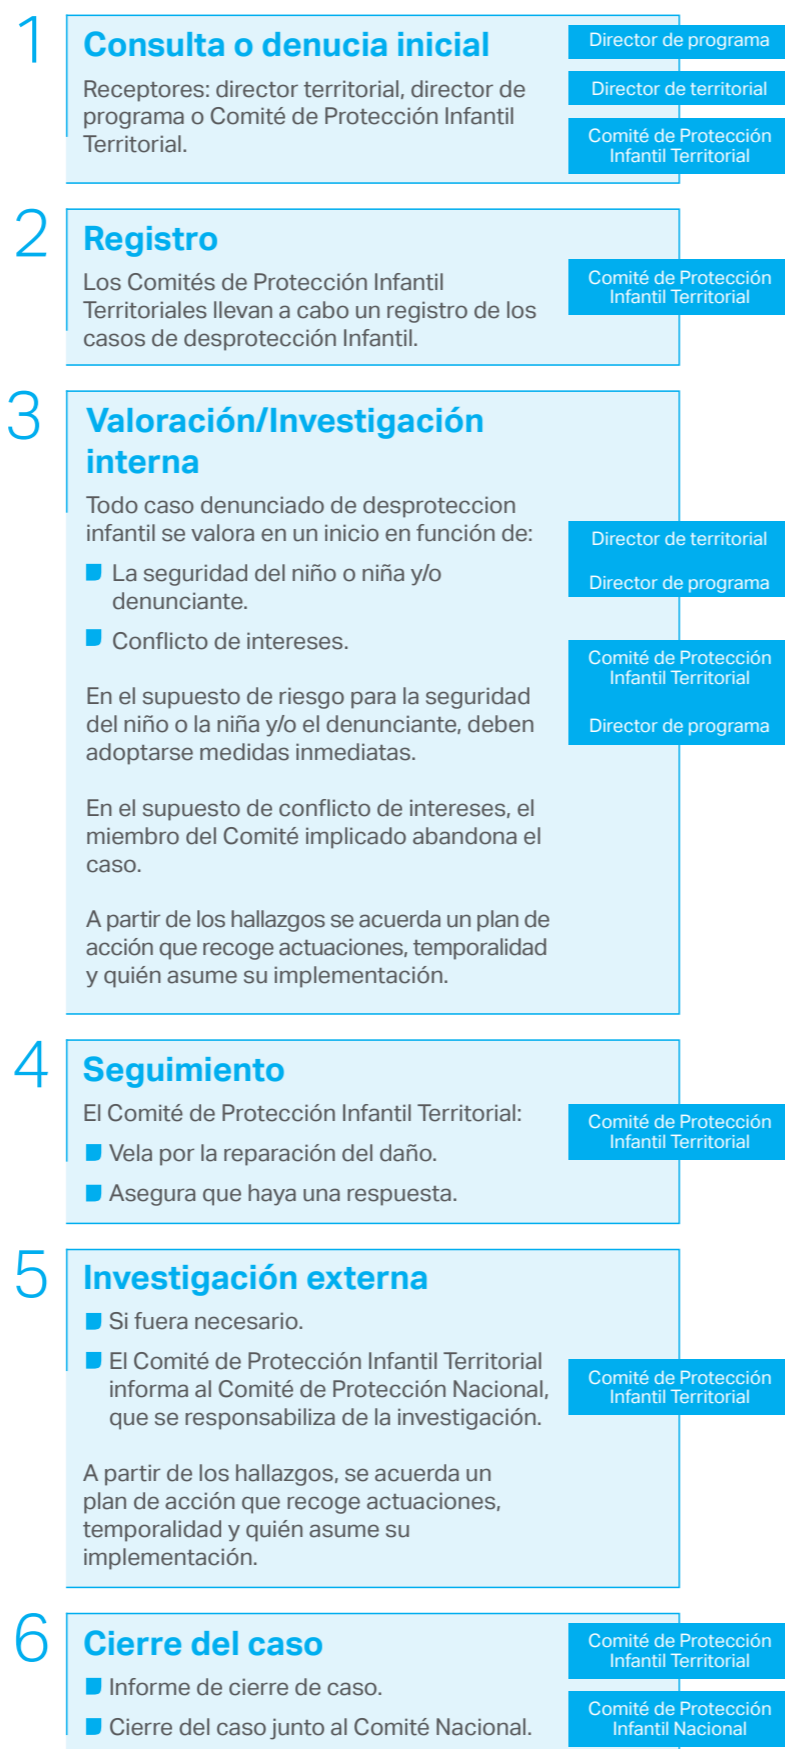 1
Consulta o denucia inicial
Receptores: director territorial, director de
programa o Comité de Protección Infantil
Territorial.
Director de programa
Director de territorial
Comité de Protección
Infantil Territorial
2
Registro
Los Comités de Protección Infantil
Territoriales llevan a cabo un registro de los
casos de desprotección Infantil.
Comité de Protección
Infantil Territorial
3
Valoración/Investigación
interna
Todo caso denunciado de desproteccion
infantil se valora en un inicio en función de:
La seguridad del niño o niña y/o
denunciante.
Conflicto de intereses.
En el supuesto de riesgo para la seguridad
del niño o la niña y/o el denunciante, deben
adoptarse medidas inmediatas.
En el supuesto de conflicto de intereses, el
miembro del Comité implicado abandona el
caso.
A partir de los hallazgos se acuerda un plan de
acción que recoge actuaciones, temporalidad
y quién asume su implementación.
Director de territorial
Director de programa
Comité de Protección
Infantil Territorial
Director de programa
4
Seguimiento
El Comité de Protección Infantil Territorial:
Vela por la reparación del daño.
Asegura que haya una respuesta.
Comité de Protección
Infantil Territorial
5
Investigación externa
Si fuera necesario.
El Comité de Protección Infantil Territorial
informa al Comité de Protección Nacional,
que se responsabiliza de la investigación.
A partir de los hallazgos, se acuerda un
plan de acción que recoge actuaciones,
temporalidad y quién asume su
implementación.
Comité de Protección
Infantil Territorial
6
Cierre del caso
Informe de cierre de caso.
Cierre del caso junto al Comité Nacional.
Comité de Protección
Infantil Territorial
Comité de Protección
Infantil Nacional